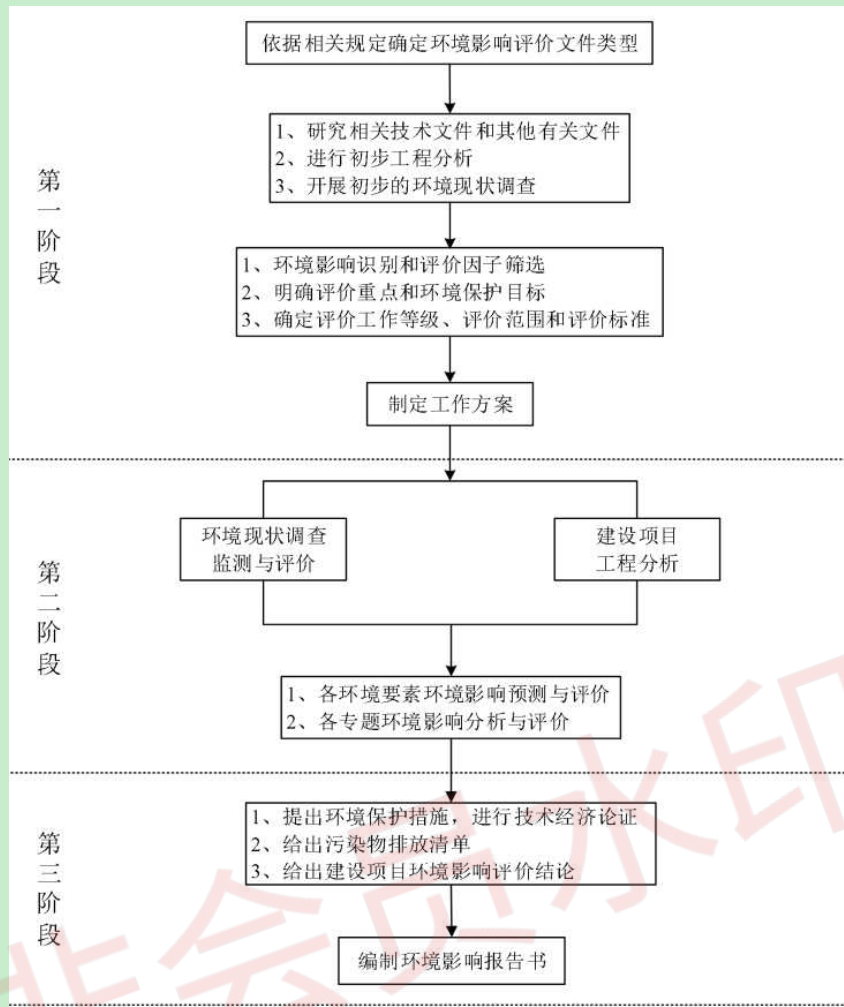 依据相关规定确定环境影响评价文件类型
1、研究相关技术文件和其他有关文件
2、进行初步工程分析
3、开展初步的环境现状调查
第一阶段
1、环境影响识别和评价因子筛选
2、明确评价重点和环境保护目标
3、确定评价工作等级、评价范围和评价标准
制定工作方案
环境现状调查
监测与评价
建设项目
工程分析
第二阶段
1、各环境要素环境影响预测与评价
2、各专题环境影响分析与评价
1、提出环境保护措施，进行技术经济论证
2、给出污染物排放清单
3、给出建设项目环境影响评价结论
第三阶段
编制环境影响报告书
非会员水印